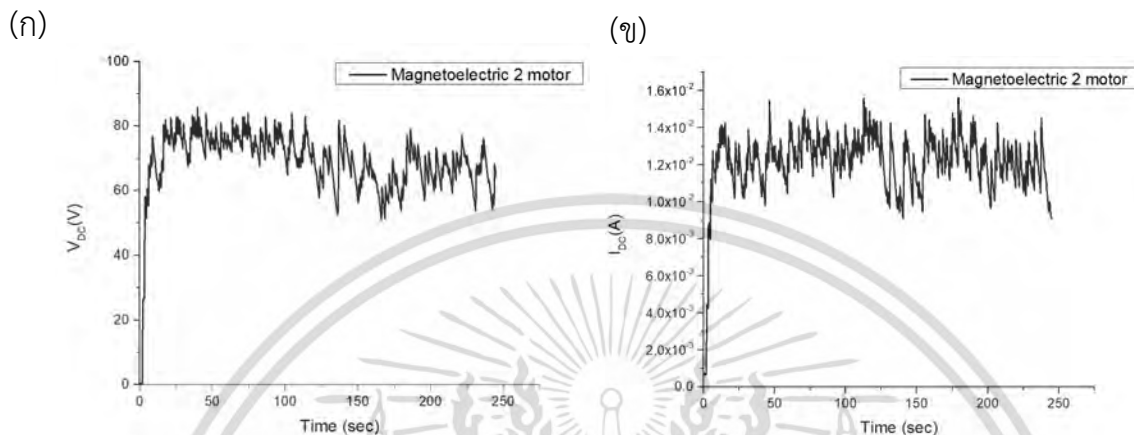 (ก)
Magnetoelectric 2 motor
100
80
60
40
20
0
V_DC(V)
0 50 100 150 200 250
Time (sec)
(ข)
Magnetoelectric 2 motor
1.6x10⁻²
1.4x10⁻²
1.2x10⁻²
1.0x10⁻²
8.0x10⁻³
6.0x10⁻³
4.0x10⁻³
2.0x10⁻³
0.0
I_DC(A)
0 50 100 150 200 250
Time (sec)